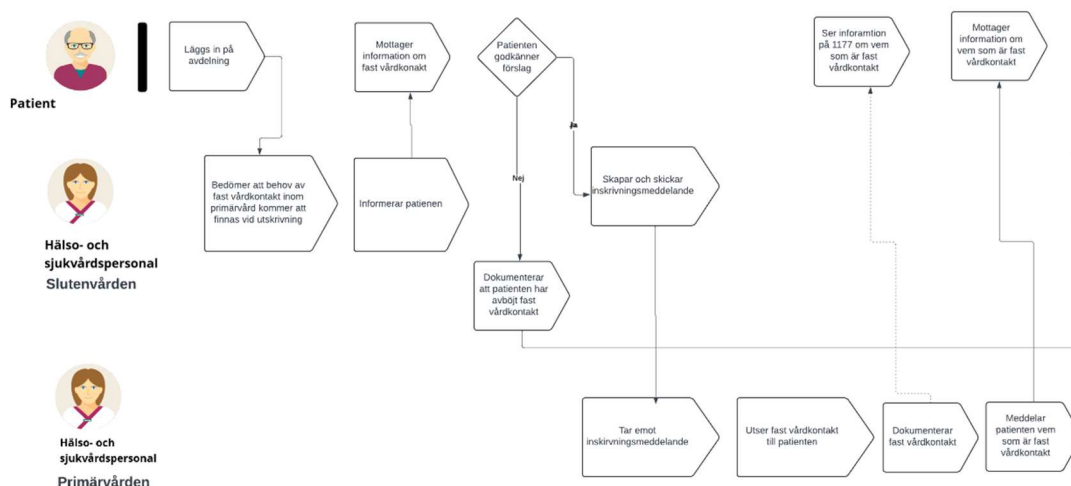 Patient
Läggs in på
avdelning
Mottager
information om
fast vårdkonakt
Patienten
godkänner
förslag
Ser inforamtion
på 1177 om vem
som är fast
vårdkontakt
Mottager
information om
vem som är fast
vårdkontakt
Ja
Nej
Hälso- och
sjukvårdspersonal
Slutenvården
Bedömer att behov av
fast vårdkontakt inom
primärvård kommer att
finnas vid utskrivning
Informerar patienen
Skapar och skickar
inskrivningsmeddelande
Dokumenterar
att patienten har
avböjt fast
vårdkontakt
Hälso- och
sjukvårdspersonal
Primärvården
Tar emot
inskirvningsmeddelande
Utser fast vårdkontakt
till patienten
Dokumenterar
fast vårdkontakt
Meddelar
patienten vem
som är fast
vårdkontakt